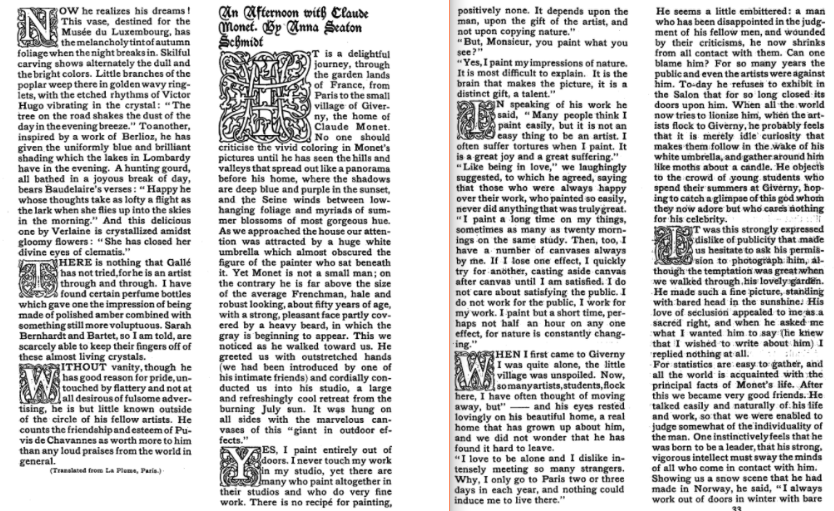 NOW he realizes his dreams!
This vase, destined for the
Musée du Luxembourg, has
the melancholy tint of autumn
foliage when the night breaks in. Skilful
carving shows alternately the dull and
the bright colors. Little branches of the
poplar weep there in golden wavy ring-
lets, with the etched rhythms of Victor
Hugo vibrating in the crystal: "The
tree on the road shakes the dust of the
day in the evening breeze." To another,
inspired by a work of Berlioz, he has
given the uniformly blue and brilliant
shading which the lakes in Lombardy
have in the evening. A hunting gourd,
all bathed in a joyous break of day,
bears Baudelaire's verses: "Happy he
whose thoughts take as lofty a flight as
the lark when she flies up into the skies
in the morning." And this delicious
one by Verlaine is crystallized amidst
gloomy flowers: "She has closed her
divine eyes of clematis."
THERE is nothing that Gallé
has not tried, for he is an artist
through and through. I have
found certain perfume bottles
which gave one the impression of being
made of polished amber combined with
something still more voluptuous. Sarah
Bernhardt and Bartet, so I am told, are
scarcely able to keep their fingers off of
these almost living crystals.
WITHOUT vanity, though he
has good reason for pride, un-
touched by flattery and not at
all desirous of fulsome adver-
tising, he is but little known outside
of the circle of his fellow artists. He
counts the friendship and esteem of Pu-
vis de Chavannes as worth more to him
than any loud praises from the world in
general.
(Translated from La Plume, Paris.)
An Afternoon with Claude
Monet. By Anna Seaton
Schmidt
IT is a delightful
journey, through
the garden lands
of France, from
Paris to the small
village of Giver-
ny, the home of
Claude Monet.
No one should
criticise the vivid coloring in Monet's
pictures until he has seen the hills and
valleys that spread out like a panorama
before his home, where the shadows
are deep blue and purple in the sunset,
and the Seine winds between low-
hanging foliage and myriads of sum-
mer blossoms of most gorgeous hue.
As we approached the house our atten-
tion was attracted by a huge white
umbrella which almost obscured the
figure of the painter who sat beneath
it. Yet Monet is not a small man; on
the contrary he is far above the size
of the average Frenchman, hale and
robust looking, about fifty years of age,
with a strong, pleasant face partly cov-
ered by a heavy beard, in which the
gray is beginning to appear. This we
noticed as he walked toward us. He
greeted us with outstretched hands
(we had been introduced by one of
his intimate friends) and cordially con-
ducted us into his studio, a large
and refreshingly cool retreat from the
burning July sun. It was hung on
all sides with the marvelous can-
vases of this "giant in outdoor ef-
fects."
YES, I paint entirely out of
doors. I never touch my work
in my studio, yet there are
many who paint altogether in
their studios and who do very fine
work. There is no recipé for painting,
positively none. It depends upon the
man, upon the gift of the artist, and
not upon copying nature."
"But, Monsieur, you paint what you
see?"
"Yes, I paint my impressions of nature.
It is most difficult to explain. It is the
brain that makes the picture, it is a
distinct gift, a talent."
IN speaking of his work he
said, "Many people think I
paint easily, but it is not an
easy thing to be an artist. I
often suffer tortures when I paint. It
is a great joy and a great suffering."
"Like being in love," we laughingly
suggested, to which he agreed, saying
that those who were always happy
over their work, who painted so easily,
never did anything that was truly great.
"I paint a long time on my things,
sometimes as many as twenty morn-
ings on the same study. Then, too, I
have a number of canvases always
by me. If I lose one effect, I quickly
try for another, casting aside canvas
after canvas until I am satisfied. I do
not care about satisfying the public. I
do not work for the public, I work for
my work. I paint but a short time, per-
haps not half an hour on any one
effect, for nature is constantly chang-
ing."
WHEN I first came to Giverny
I was quite alone, the little
village was unspoiled. Now,
so many artists, students, flock
here, I have often thought of moving
away, but" —— and his eyes rested
lovingly on his beautiful home, a real
home that has grown up about him,
and we did not wonder that he has
found it hard to leave.
"I love to be alone and I dislike in-
tensely meeting so many strangers.
Why, I only go to Paris two or three
days in each year, and nothing could
induce me to live there."
He seems a little embittered: a man
who has been disappointed in the judg-
ment of his fellow men, and wounded
by their criticisms, he now shrinks
from all contact with them. Can one
blame him? For so many years the
public and even the artists were against
him. To-day he refuses to exhibit in
the Salon that for so long closed its
doors upon him. When all the world
now tries to lionize him, when the art-
ists flock to Giverny, he probably feels
that it is merely idle curiosity that
makes them follow in the wake of his
white umbrella, and gather around him
like moths about a candle. He objects
to the crowd of young students who
spend their summers at Giverny, hop-
ing to catch a glimpse of this god whom
they now adore but who cares nothing
for his celebrity.
IT was this strongly expressed
dislike of publicity that made
us hesitate to ask his permis-
sion to photograph him, al-
though the temptation was great when
we walked through his lovely garden.
He made such a fine picture, standing
with bared head in the sunshine. His
love of seclusion appealed to me as a
sacred right, and when he asked me
what I wanted him to say (he knew
that I wished to write about him) I
replied nothing at all.
For statistics are easy to gather, and
all the world is acquainted with the
principal facts of Monet's life. After
this we became very good friends. He
talked easily and naturally of his life
and work, so that we were enabled to
judge somewhat of the individuality of
the man. One instinctively feels that he
was born to be a leader, that his strong,
vigorous intellect must sway the minds
of all who come in contact with him.
Showing us a snow scene that he had
made in Norway, he said, "I always
work out of doors in winter with bare
33